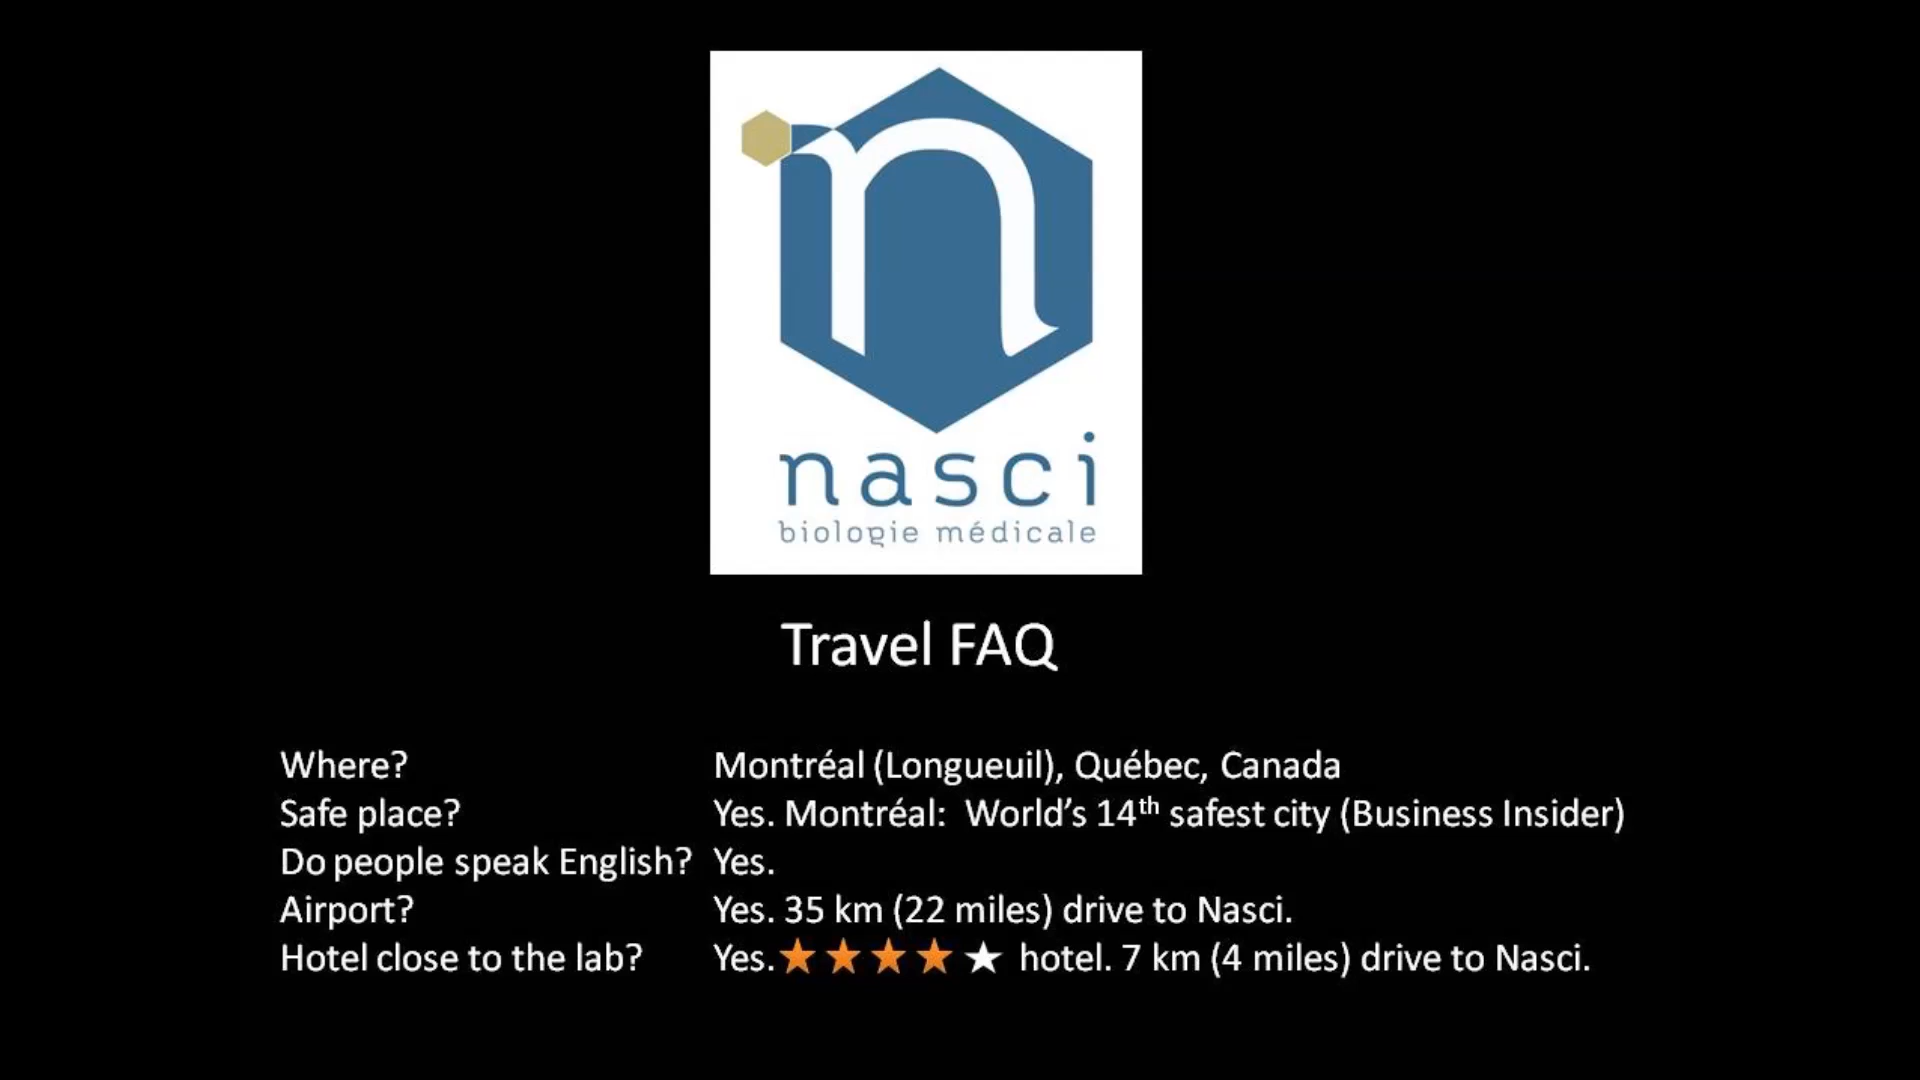 n
nasci
biologie médicale
Travel FAQ
Where? Montréal (Longueuil), Québec, Canada
Safe place? Yes. Montréal: World’s 14th safest city (Business Insider)
Do people speak English? Yes.
Airport? Yes. 35 km (22 miles) drive to Nasci.
Hotel close to the lab? Yes. ★★★★★ hotel. 7 km (4 miles) drive to Nasci.